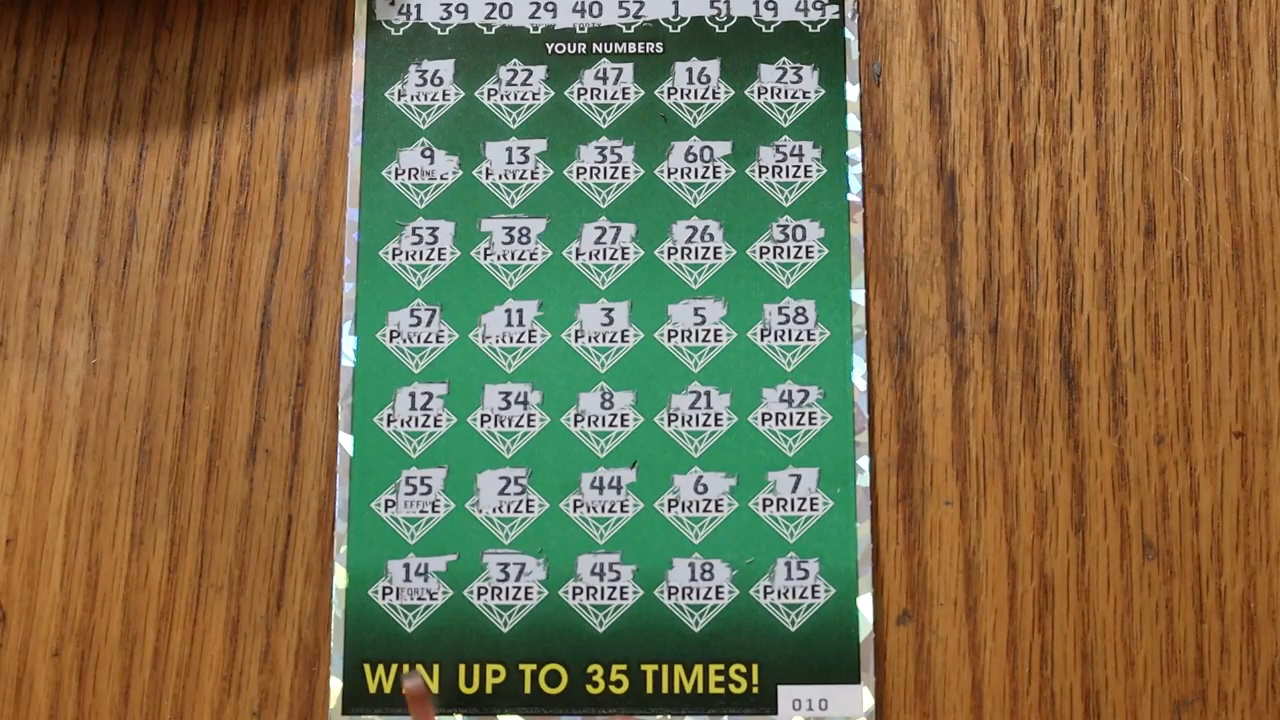 41 39 20 29 40 52 1 51 19 49
YOUR NUMBERS
36 22 47 16 23
PRIZE PRIZE PRIZE PRIZE PRIZE
9 13 35 60 54
PRIZE PRIZE PRIZE PRIZE PRIZE
53 38 27 26 30
PRIZE PRIZE PRIZE PRIZE PRIZE
57 11 3 5 58
PRIZE PRIZE PRIZE PRIZE PRIZE
12 34 8 21 42
PRIZE PRIZE PRIZE PRIZE PRIZE
55 25 44 6 7
PRIZE PRIZE PRIZE PRIZE PRIZE
14 37 45 18 15
PRIZE PRIZE PRIZE PRIZE PRIZE
WIN UP TO 35 TIMES!
010